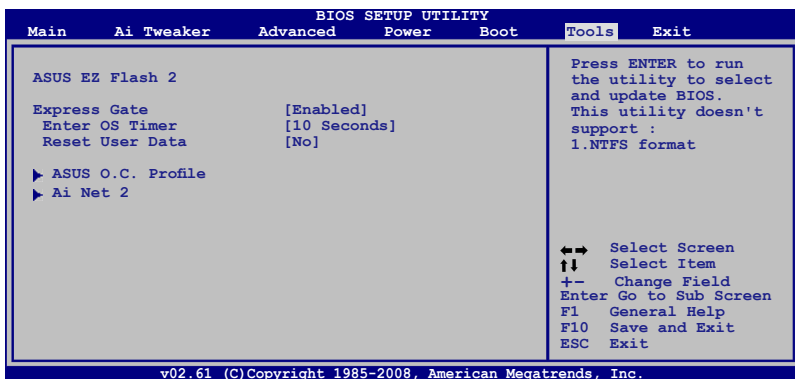 BIOS SETUP UTILITY
Main Ai Tweaker Advanced Power Boot Tools Exit
ASUS EZ Flash 2
Express Gate [Enabled]
Enter OS Timer [10 Seconds]
Reset User Data [No]
ASUS O.C. Profile
Ai Net 2
Press ENTER to run
the utility to select
and update BIOS.
This utility doesn't
support :
1.NTFS format
Select Screen
Select Item
+- Change Field
Enter Go to Sub Screen
F1 General Help
F10 Save and Exit
ESC Exit
v02.61 (C)Copyright 1985-2008, American Megatrends, Inc.